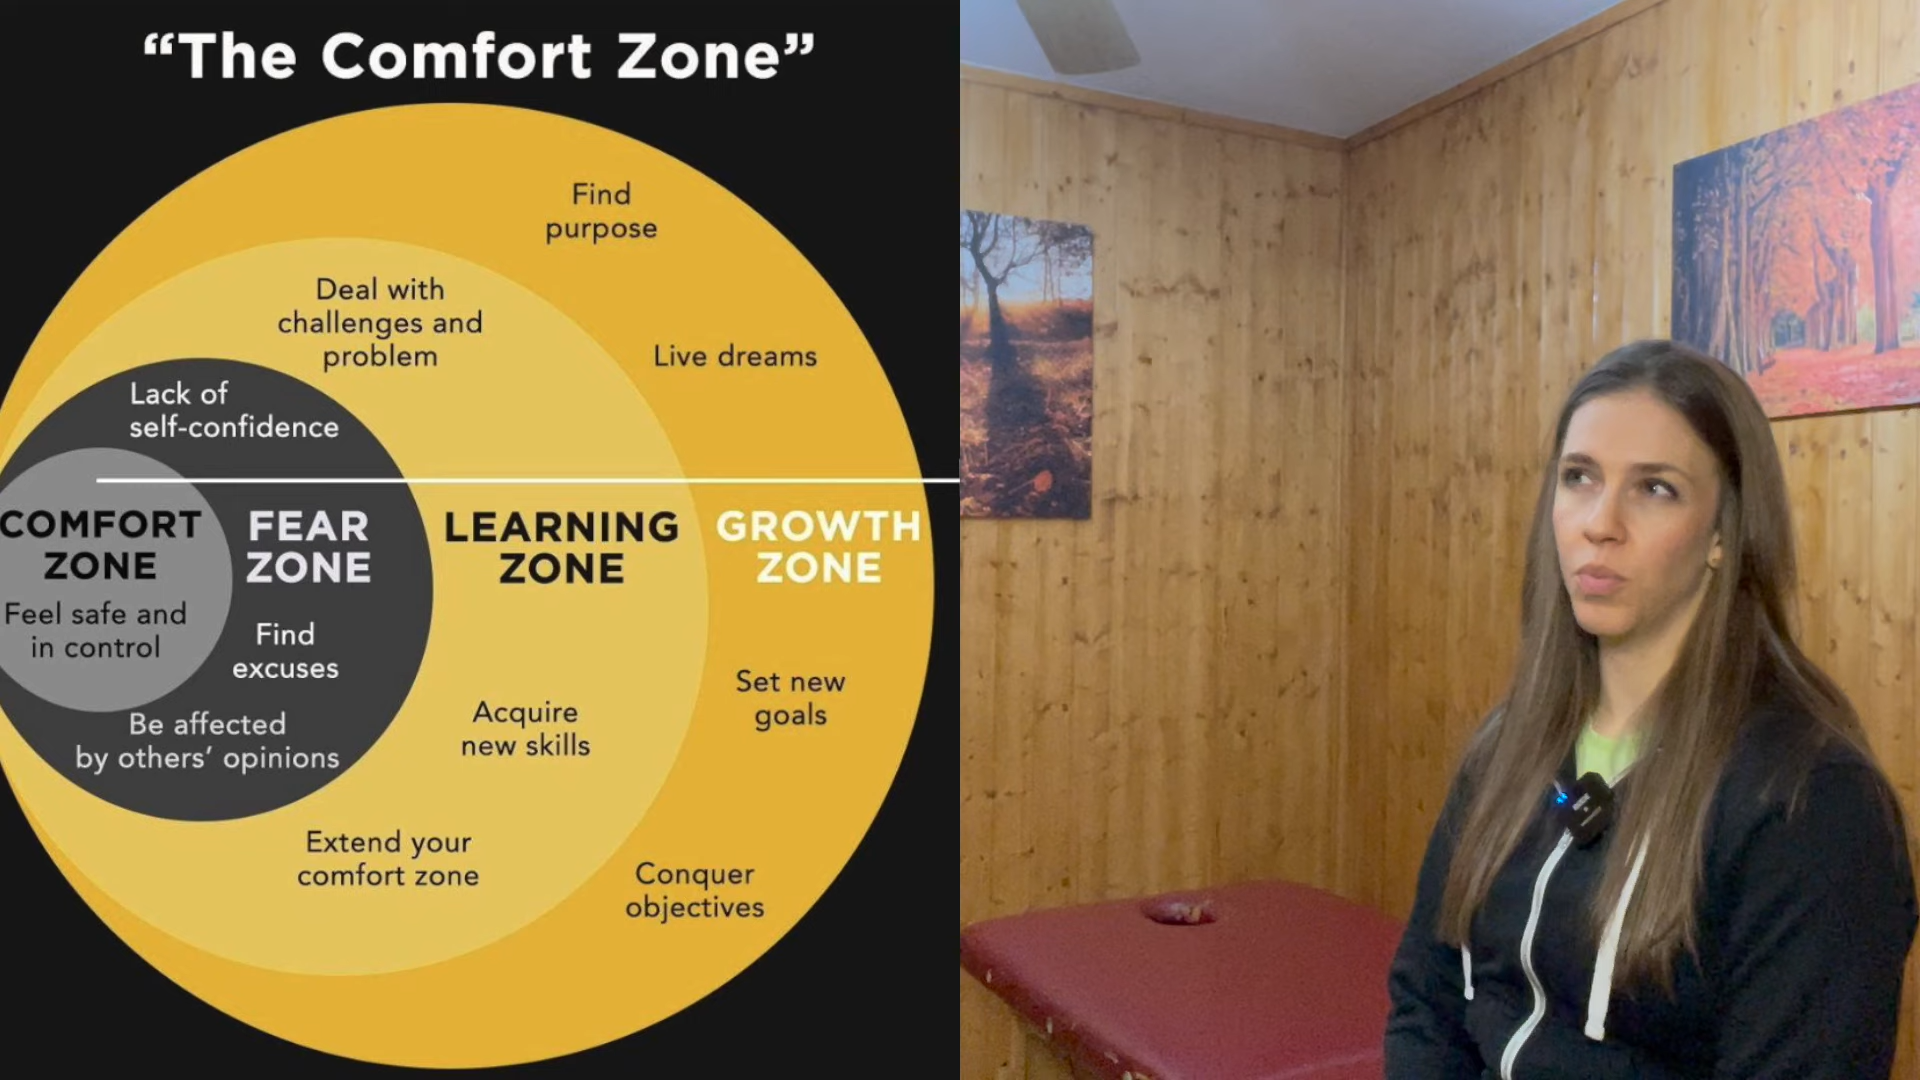 “The Comfort Zone”
Find
purpose
Deal with
challenges and
problem
Live dreams
Lack of
self-confidence
COMFORT
ZONE
Feel safe and
in control
FEAR
ZONE
Find
excuses
Be affected
by others’ opinions
LEARNING
ZONE
Acquire
new skills
Extend your
comfort zone
GROWTH
ZONE
Set new
goals
Conquer
objectives